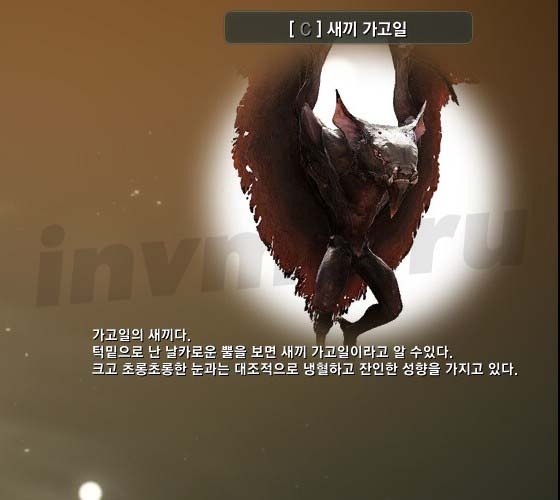 [ C ] 새끼 가고일
가고일의 새끼다.
턱밑으로 난 날카로운 뿔을 보면 새끼 가고일이라고 알 수있다.
크고 초롱초롱한 눈과는 대조적으로 냉혈하고 잔인한 성향을 가지고 있다.